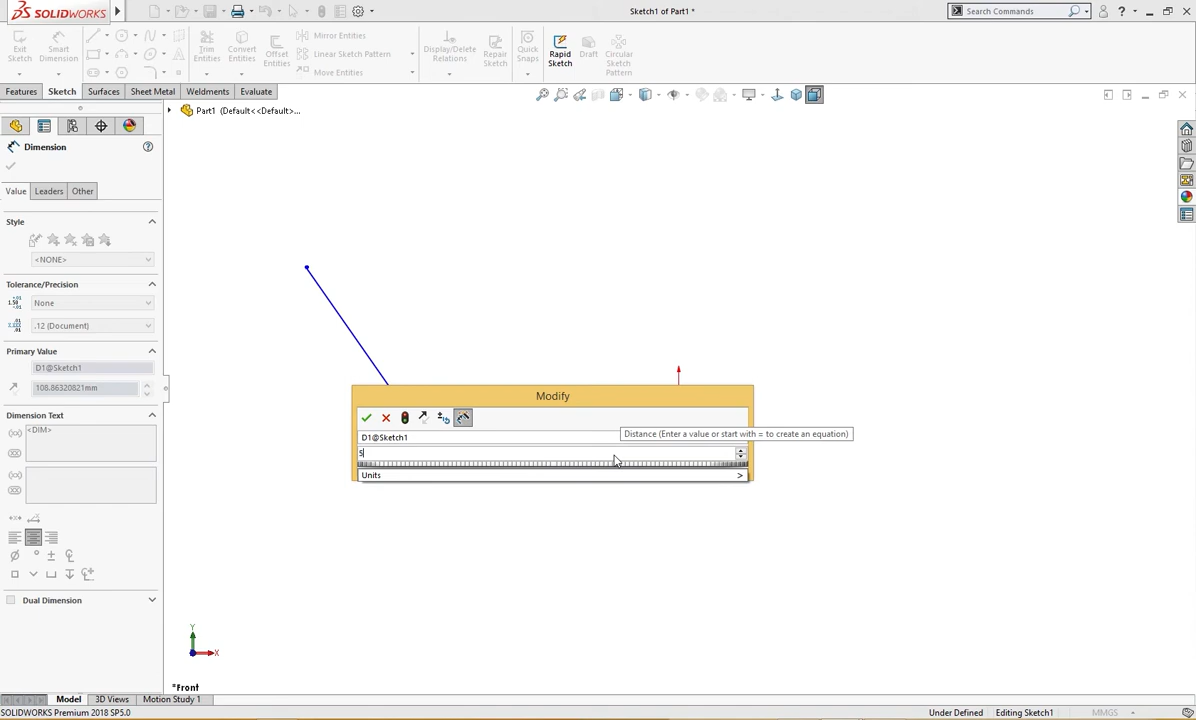 SOLIDWORKS
Sketch1 of Part1 *
Search Commands
Exit Sketch
Smart Dimension
Trim Entities
Convert Entities
Offset Entities
Mirror Entities
Linear Sketch Pattern
Move Entities
Display/Delete Relations
Repair Sketch
Quick Snaps
Rapid Sketch
Draft
Circular Sketch Pattern
Features
Sketch
Surfaces
Sheet Metal
Weldments
Evaluate
Part1 (Default<<Default>...
Dimension
Value
Leaders
Other
Style
<NONE>
Tolerance/Precision
None
.12 (Document)
Primary Value
D1@Sketch1
108.86320821mm
Dimension Text
<DIM>
Dual Dimension
Modify
D1@Sketch1
Distance (Enter a value or start with = to create an equation)
5
Units >
Y
X
*Front
Model
3D Views
Motion Study 1
SOLIDWORKS Premium 2018 SP5.0
Under Defined
Editing Sketch1
MMGS